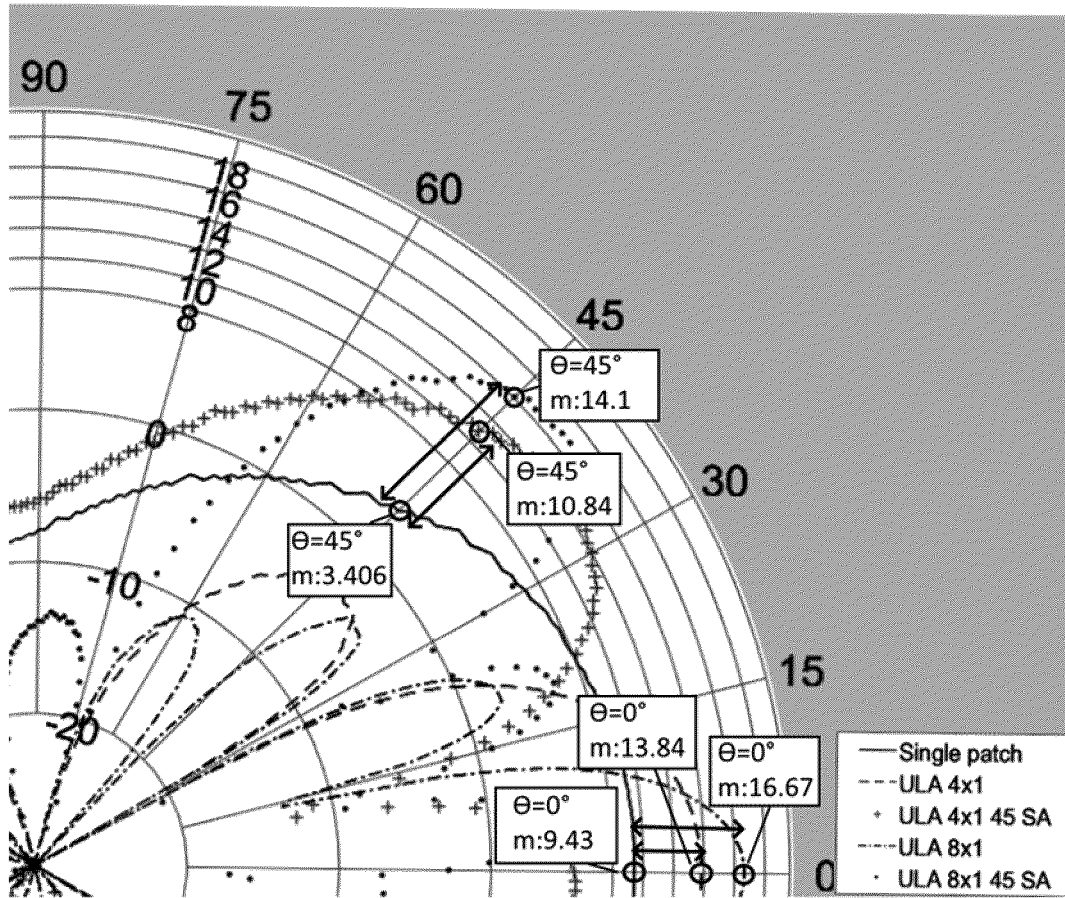 90
75
60
45
30
15
0
18
16
14
12
10
8
0
-10
-20
Θ=45°
m:14.1
Θ=45°
m:10.84
Θ=45°
m:3.406
Θ=0°
m:13.84
Θ=0°
m:16.67
Θ=0°
m:9.43
Single patch
ULA 4x1
ULA 4x1 45 SA
ULA 8x1
ULA 8x1 45 SA